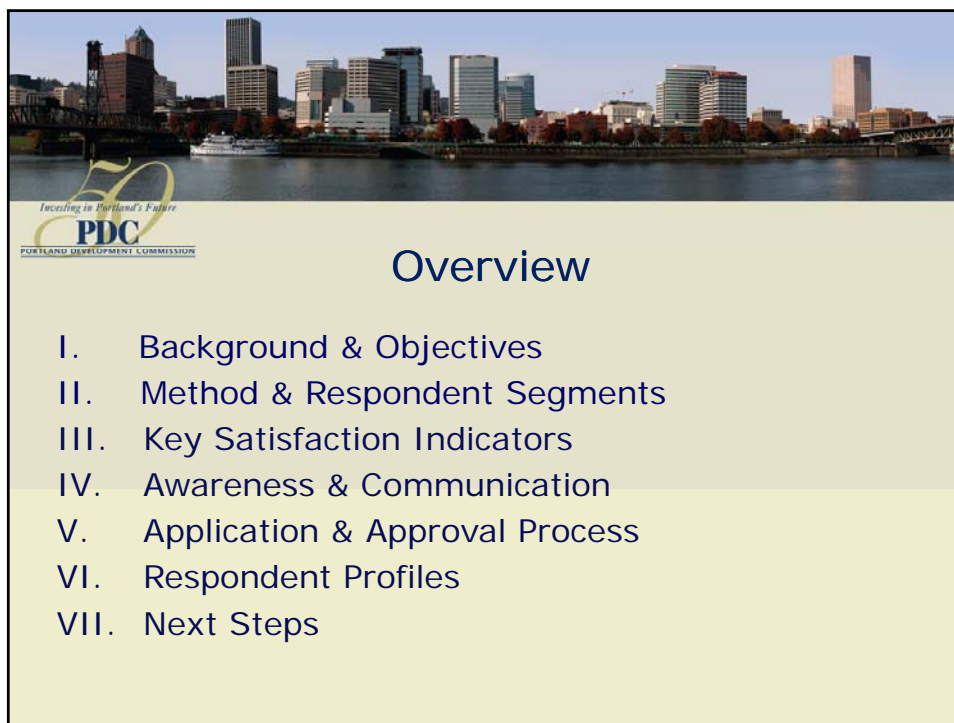 50
Investing in Portland's Future
PDC
PORTLAND DEVELOPMENT COMMISSION
Overview
I. Background & Objectives
II. Method & Respondent Segments
III. Key Satisfaction Indicators
IV. Awareness & Communication
V. Application & Approval Process
VI. Respondent Profiles
VII. Next Steps